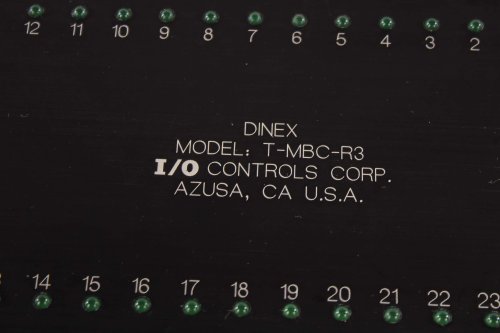 12 11 10 9 8 7 6 5 4 3 2
DINEX
MODEL: T-MBC-R3
I/O CONTROLS CORP.
AZUSA, CA U.S.A.
14 15 16 17 18 19 20 21 22 23